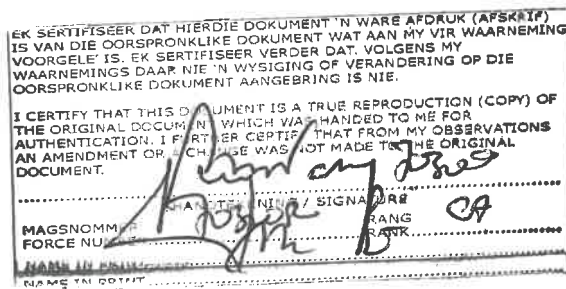 EK SERTIFISEER DAT HIERDIE DOKUMENT 'N WARE AFDRUK (AFSKRIF)
IS VAN DIE OORSPRONKLIKE DOKUMENT WAT AAN MY VIR WAARNEMING
VOORGELE' IS. EK SERTIFISEER VERDER DAT. VOLGENS MY
WAARNEMINGS DAAR NIE 'N WYSIGING OF VERANDERING OP DIE
OORSPRONKLIKE DOKUMENT AANGEBRING IS NIE.
I CERTIFY THAT THIS DOCUMENT IS A TRUE REPRODUCTION (COPY) OF
THE ORIGINAL DOCUMENT WHICH WAS HANDED TO ME FOR
AUTHENTICATION. I FURTHER CERTIFY THAT FROM MY OBSERVATIONS
AN AMENDMENT OR A CHANGE WAS NOT MADE TO THE ORIGINAL
DOCUMENT.
HANDTEKENING / SIGNATURE
MAGSNOMMER RANG
FORCE NUMBER RANK CA
NAME IN PRINT